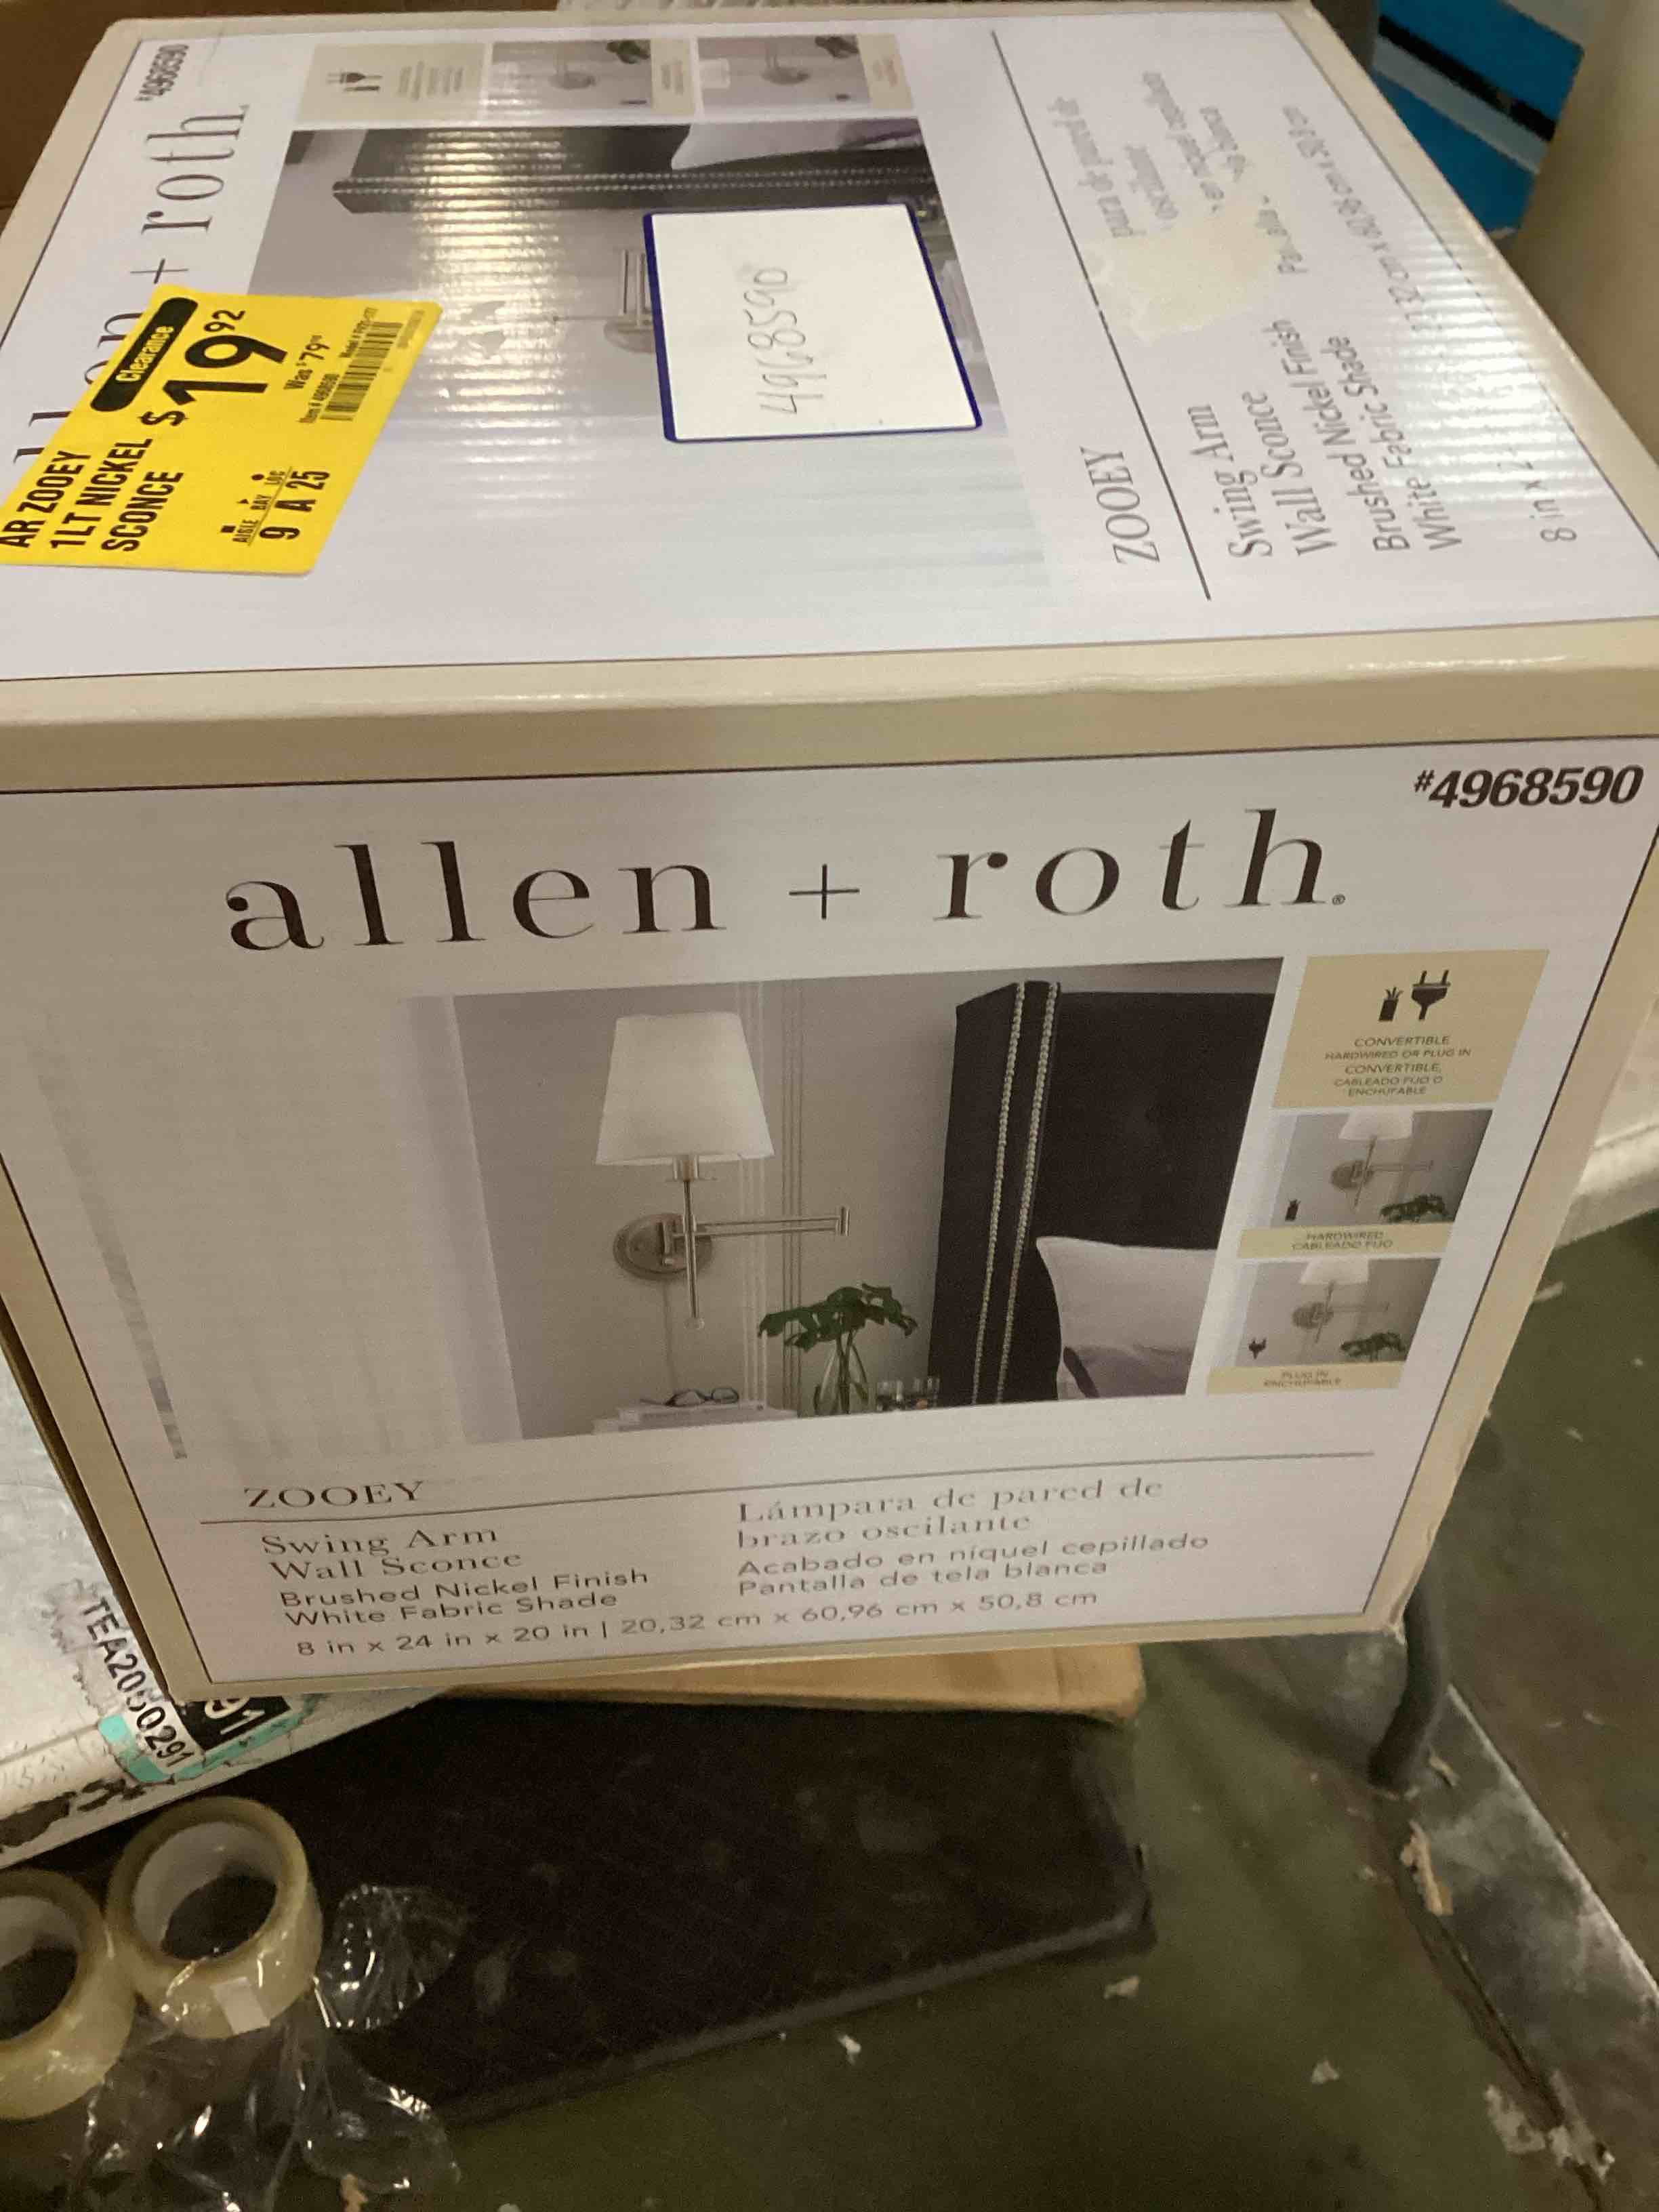 #4968590
allen + roth
Clearance
$19 92
Was $79
AR ZOOEY
1LT NICKEL
SCONCE
AISLE BAY LOC
9 A 25
4968590
ZOOEY
Swing Arm
Wall Sconce
Brushed Nickel Finish
White Fabric Shade
8 in x
#4968590
allen + roth®
CONVERTIBLE
HARDWIRED OR PLUG IN
CONVERTIBLE,
CABLEADO FIJO O
ENCHUFABLE
HARDWIRED
CABLEADO FIJO
PLUG IN
ENCHUFABLE
ZOOEY
Swing Arm
Wall Sconce
Brushed Nickel Finish
White Fabric Shade
Lámpara de pared de
brazo oscilante
Acabado en níquel cepillado
Pantalla de tela blanca
8 in x 24 in x 20 in | 20,32 cm x 60,96 cm x 50,8 cm